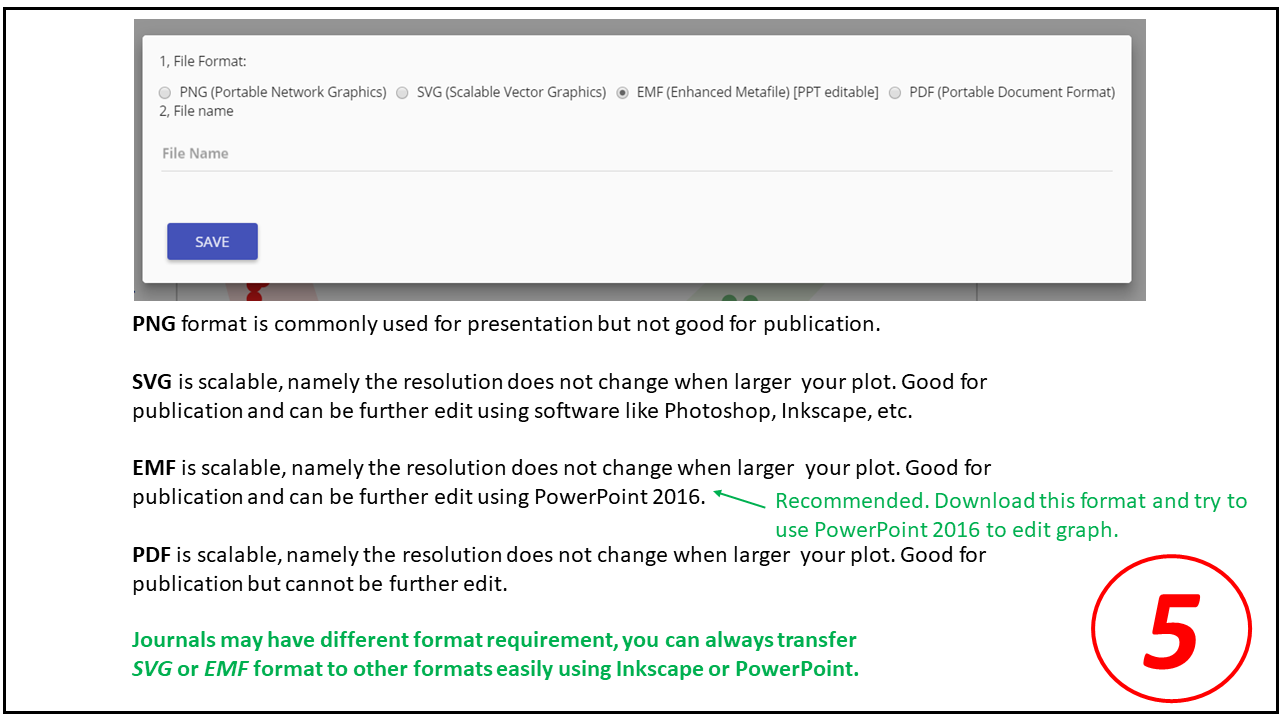 1, File Format:
PNG (Portable Network Graphics) SVG (Scalable Vector Graphics) EMF (Enhanced Metafile) [PPT editable] PDF (Portable Document Format)
2, File name
File Name
SAVE
PNG format is commonly used for presentation but not good for publication.
SVG is scalable, namely the resolution does not change when larger  your plot. Good for
publication and can be further edit using software like Photoshop, Inkscape, etc.
EMF is scalable, namely the resolution does not change when larger  your plot. Good for
publication and can be further edit using PowerPoint 2016.
Recommended. Download this format and try to
use PowerPoint 2016 to edit graph.
PDF is scalable, namely the resolution does not change when larger  your plot. Good for
publication but cannot be further edit.
Journals may have different format requirement, you can always transfer
SVG or EMF format to other formats easily using Inkscape or PowerPoint.
5